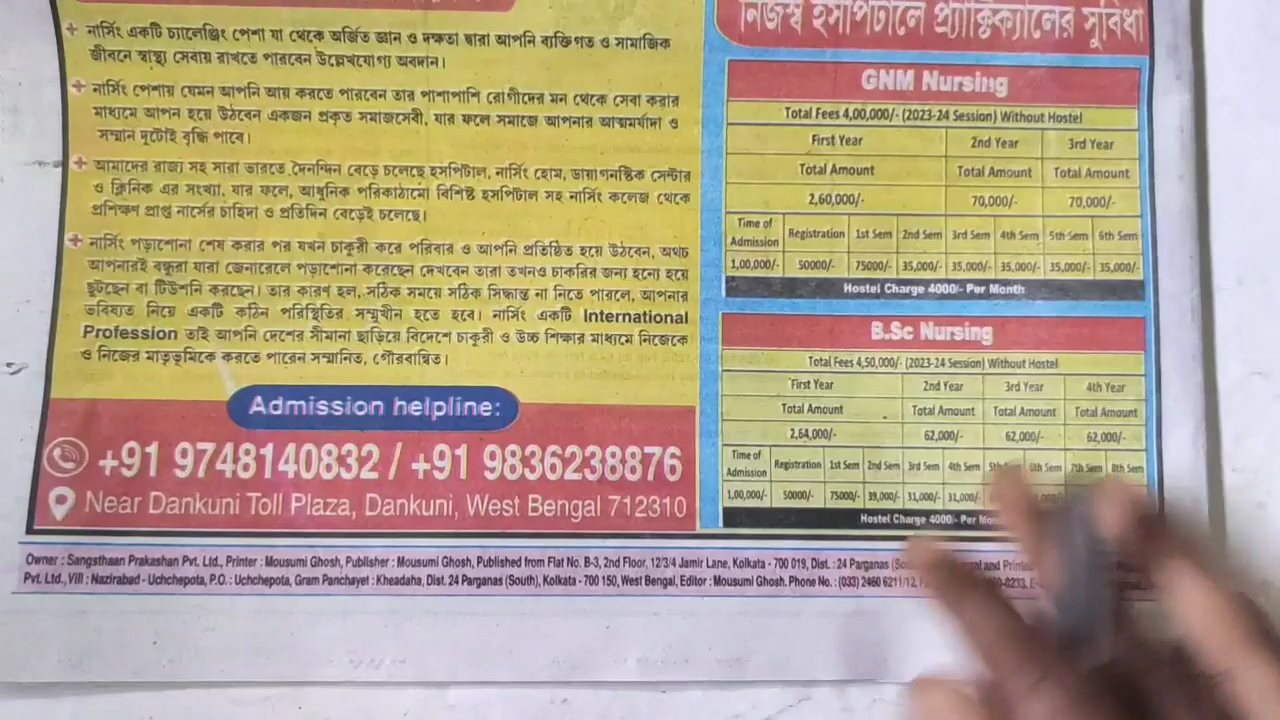 নিজস্ব হসপিটালে প্র্যাক্টিক্যালের সুবিধা
নার্সিং একটি চ্যালেঞ্জিং পেশা যা থেকে অর্জিত জ্ঞান ও দক্ষতা দ্বারা আপনি ব্যক্তিগত ও সামাজিক
জীবনে স্বাস্থ্য সেবায় রাখতে পারবেন উল্লেখযোগ্য অবদান।
নার্সিং পেশায় যেমন আপনি আয় করতে পারবেন তার পাশাপাশি রোগীদের মন থেকে সেবা করার
মাধ্যমে আপন হয়ে উঠবেন একজন প্রকৃত সমাজসেবী, যার ফলে সমাজে আপনার আত্মমর্যাদা ও
সম্মান দুটোই বৃদ্ধি পাবে।
আমাদের রাজ্য সহ সারা ভারতে দৈনন্দিন বেড়ে চলেছে হসপিটাল, নার্সিং হোম, ডায়াগনস্টিক সেন্টার
ও ক্লিনিক এর সংখ্যা, যার ফলে, আধুনিক পরিকাঠামো বিশিষ্ট হসপিটাল সহ নার্সিং কলেজ থেকে
প্রশিক্ষণ প্রাপ্ত নার্সের চাহিদা ও প্রতিদিন বেড়েই চলেছে।
নার্সিং পড়াশোনা শেষ করার পর যখন চাকুরী করে পরিবার ও আপনি প্রতিষ্ঠিত হয়ে উঠবেন, অথচ
আপনারই বন্ধুরা যারা জেনারেলে পড়াশোনা করেছেন দেখবেন তারা তখনও চাকরির জন্য হন্যে হয়ে
ছুটছেন বা টিউশনি করছেন। তার কারণ হল, সঠিক সময়ে সঠিক সিদ্ধান্ত না নিতে পারলে, আপনার
ভবিষ্যত নিয়ে একটি কঠিন পরিস্থিতির সম্মুখীন হতে হবে। নার্সিং একটি International
Profession তাই আপনি দেশের সীমানা ছাড়িয়ে বিদেশে চাকুরী ও উচ্চ শিক্ষার মাধ্যমে নিজেকে
ও নিজের মাতৃভূমিকে করতে পারেন সম্মানিত, গৌরবান্বিত।
Admission helpline:
+91 9748140832 / +91 9836238876
Near Dankuni Toll Plaza, Dankuni, West Bengal 712310
GNM Nursing
Total Fees 4,00,000/- (2023-24 Session) Without Hostel
First Year 2nd Year 3rd Year
Total Amount Total Amount Total Amount
2,60,000/- 70,000/- 70,000/-
Time of Admission Registration 1st Sem 2nd Sem 3rd Sem 4th Sem 5th Sem 6th Sem
1,00,000/- 50000/- 75000/- 35,000/- 35,000/- 35,000/- 35,000/- 35,000/-
Hostel Charge 4000/- Per Month
B.Sc Nursing
Total Fees 4,50,000/- (2023-24 Session) Without Hostel
First Year 2nd Year 3rd Year 4th Year
Total Amount Total Amount Total Amount Total Amount
2,64,000/- 62,000/- 62,000/- 62,000/-
Time of Admission Registration 1st Sem 2nd Sem 3rd Sem 4th Sem 6th Sem 7th Sem 8th Sem
1,00,000/- 50000/- 75000/- 39,000/- 31,000/- 31,000/-
Hostel Charge 4000/- Per
Owner : Sangsthaan Prakashan Pvt. Ltd., Printer : Mousumi Ghosh, Publisher : Mousumi Ghosh, Published from Flat No. B-3, 2nd Floor, 12/3/4 Jamir Lane, Kolkata - 700 019, Dist. : 24 Parganas
Pvt. Ltd., Vill : Nazirabad - Uchchepota, P.O. : Uchchepota, Gram Panchayet : Kheadaha, Dist. 24 Parganas (South), Kolkata - 700 150, West Bengal, Editor : Mousumi Ghosh. Phone No. : (033) 2460 6211/12,